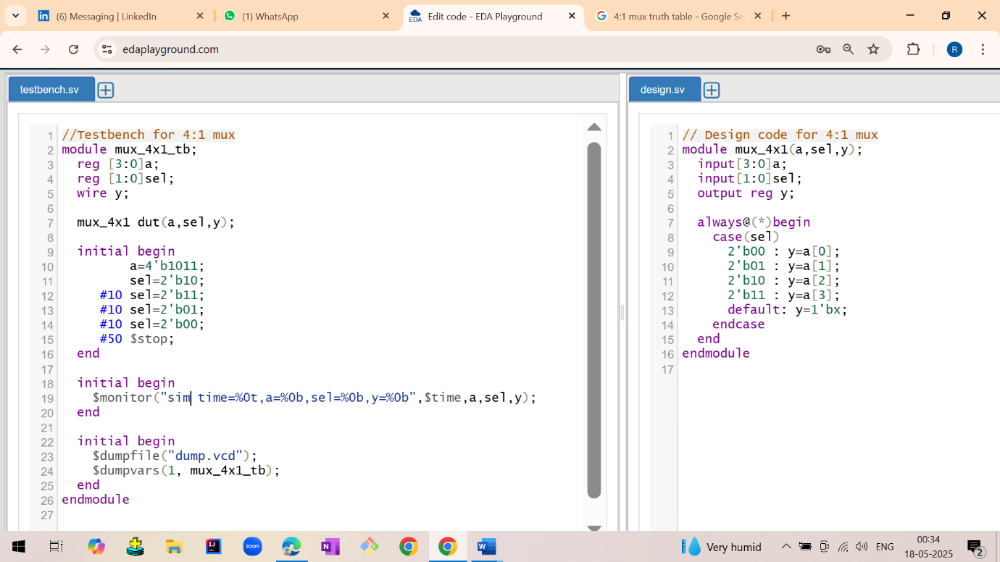 (6) Messaging | LinkedIn
(1) WhatsApp
EDA
Edit code - EDA Playground
4:1 mux truth table - Google Se
edaplayground.com
R
testbench.sv
1 //Testbench for 4:1 mux
2 module mux_4x1_tb;
3 reg [3:0]a;
4 reg [1:0]sel;
5 wire y;
6
7 mux_4x1 dut(a,sel,y);
8
9 initial begin
10 a=4'b1011;
11 sel=2'b10;
12 #10 sel=2'b11;
13 #10 sel=2'b01;
14 #10 sel=2'b00;
15 #50 $stop;
16 end
17
18 initial begin
19 $monitor("sim time=%0t,a=%0b,sel=%0b,y=%0b",$time,a,sel,y);
20 end
21
22 initial begin
23 $dumpfile("dump.vcd");
24 $dumpvars(1, mux_4x1_tb);
25 end
26 endmodule
27
design.sv
1 // Design code for 4:1 mux
2 module mux_4x1(a,sel,y);
3 input[3:0]a;
4 input[1:0]sel;
5 output reg y;
6
7 always@(*)begin
8 case(sel)
9 2'b00 : y=a[0];
10 2'b01 : y=a[1];
11 2'b10 : y=a[2];
12 2'b11 : y=a[3];
13 default: y=1'bx;
14 endcase
15 end
16 endmodule
17
IJ
zoom
N
W
Very humid
ENG
00:34
18-05-2025
2